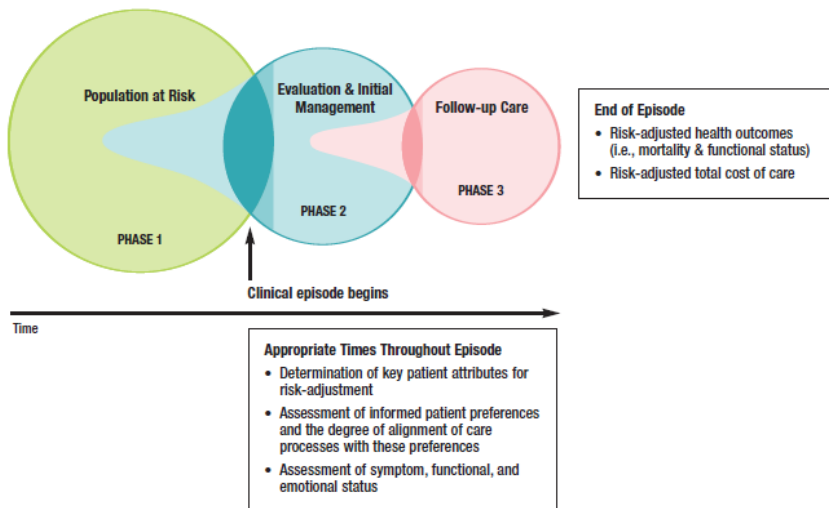 Population at Risk
PHASE 1
Evaluation & Initial
Management
PHASE 2
Follow-up Care
PHASE 3
End of Episode
• Risk-adjusted health outcomes
(i.e., mortality & functional status)
• Risk-adjusted total cost of care
Clinical episode begins
Time
Appropriate Times Throughout Episode
• Determination of key patient attributes for
risk-adjustment
• Assessment of informed patient preferences
and the degree of alignment of care
processes with these preferences
• Assessment of symptom, functional, and
emotional status